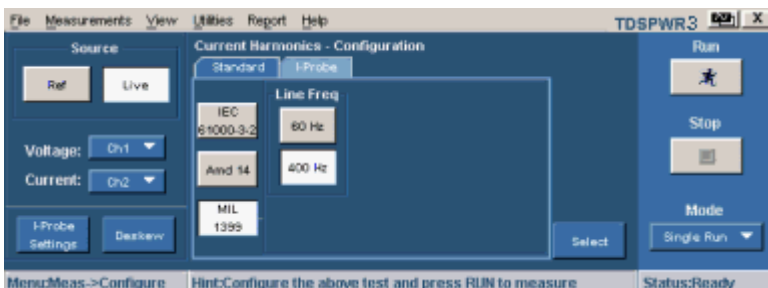 File Measurements View Utilities Report Help TDSPWR3 X
Source
Ref Live
Voltage: Ch1
Current: Ch2
I-Probe Settings
Deskew
Current Harmonics - Configuration
Standard I-Probe
IEC 61000-3-2
Amd 14
MIL 1399
Line Freq
60 Hz
400 Hz
Select
Run
Stop
Mode
Single Run
Menu:Meas->Configure Hint:Configure the above test and press RUN to measure Status:Ready